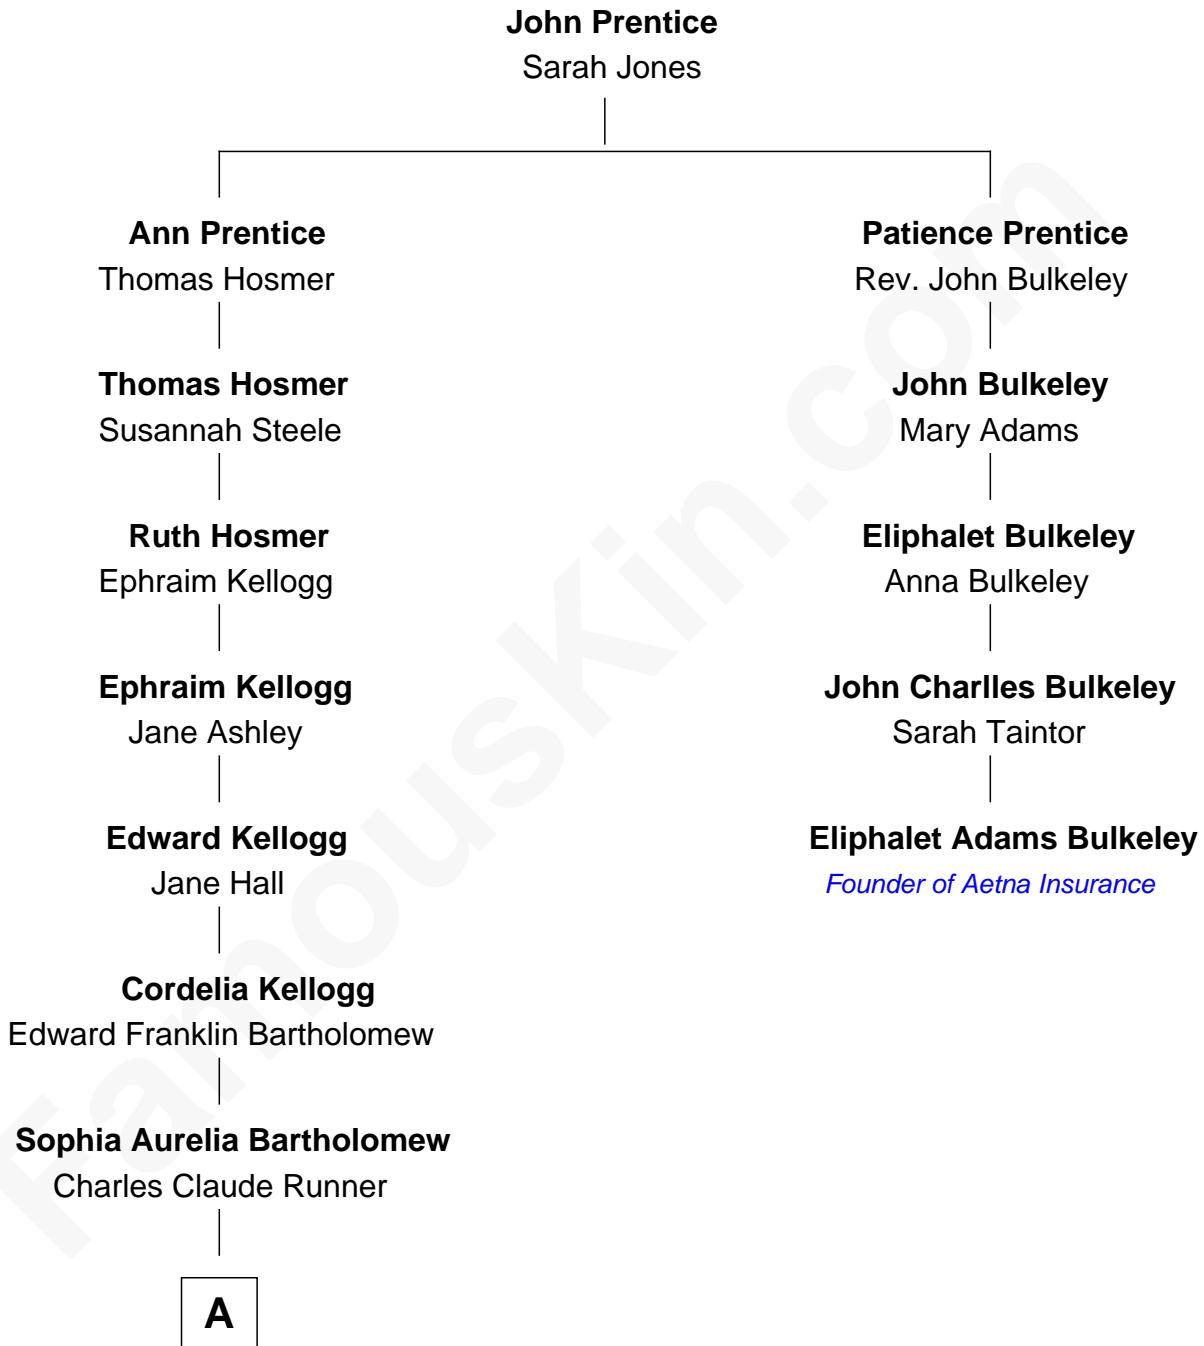 John Prentice
Sarah Jones
Ann Prentice
Thomas Hosmer
Patience Prentice
Rev. John Bulkeley
Thomas Hosmer
Susannah Steele
John Bulkeley
Mary Adams
Ruth Hosmer
Ephraim Kellogg
Eliphalet Bulkeley
Anna Bulkeley
Ephraim Kellogg
Jane Ashley
John Charlles Bulkeley
Sarah Taintor
Edward Kellogg
Jane Hall
Eliphalet Adams Bulkeley
Founder of Aetna Insurance
Cordelia Kellogg
Edward Franklin Bartholomew
Sophia Aurelia Bartholomew
Charles Claude Runner
A
FamousKin.com